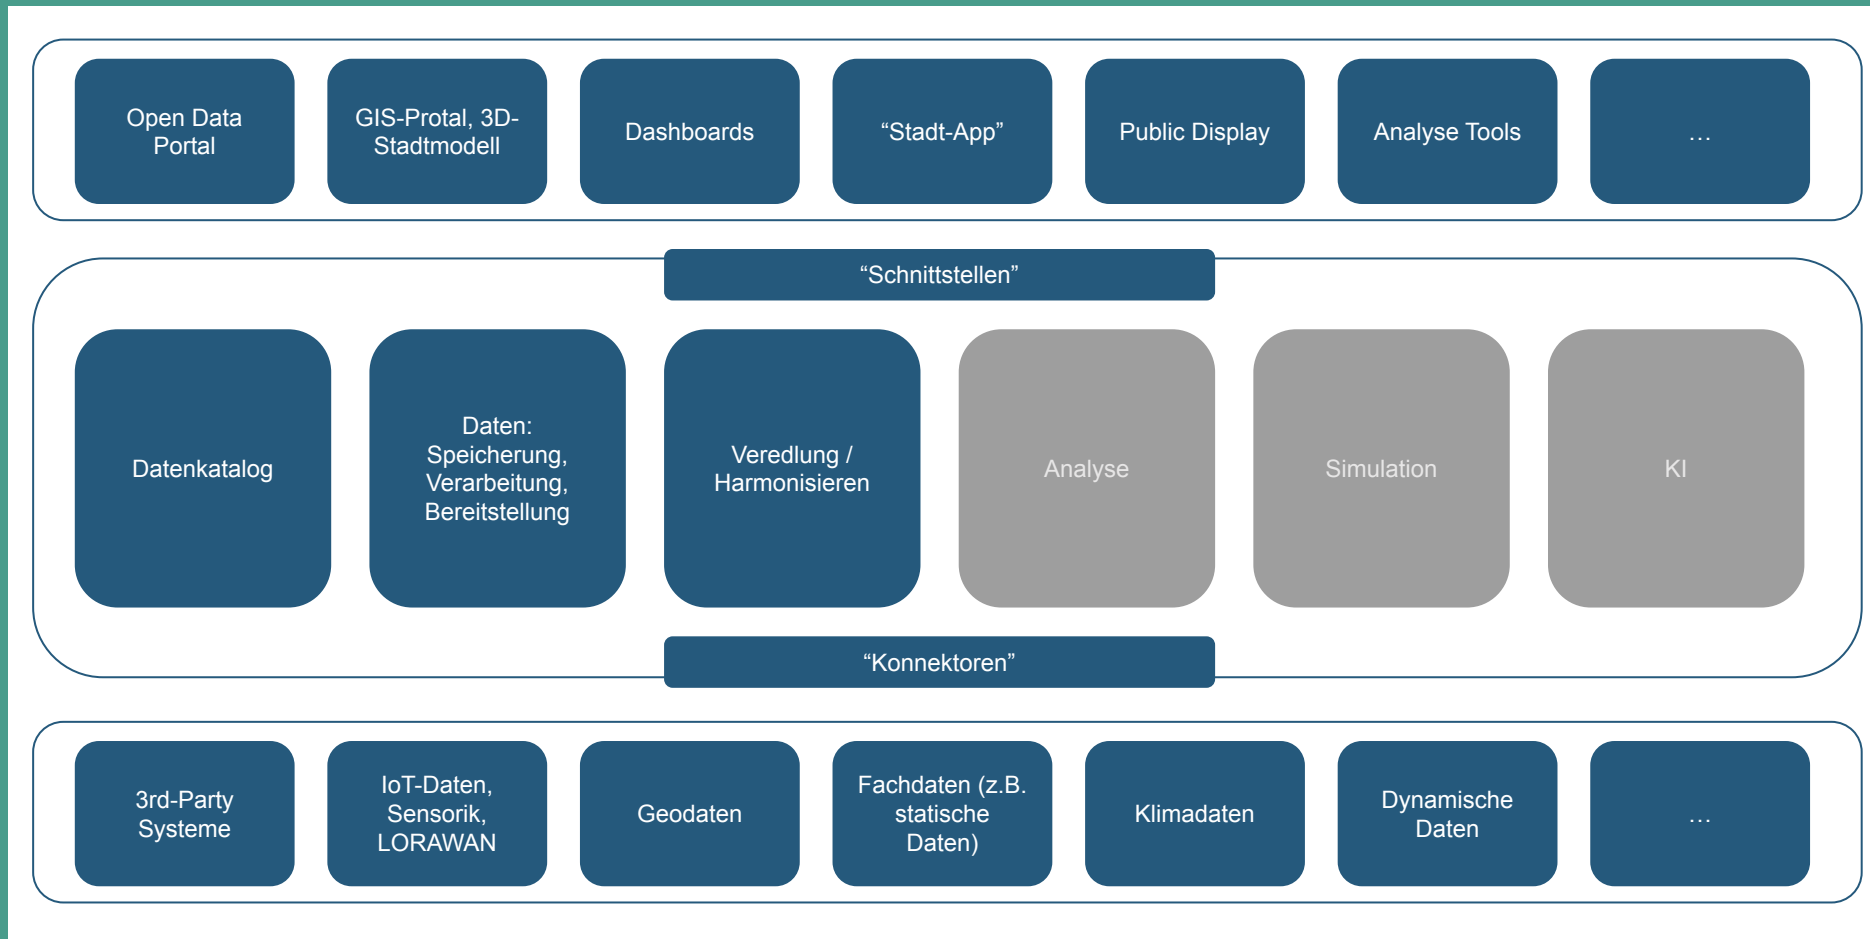 Open Data
Portal
GIS-Protal, 3D-
Stadtmodell
Dashboards
“Stadt-App”
Public Display
Analyse Tools
…
“Schnittstellen”
Datenkatalog
Daten:
Speicherung,
Verarbeitung,
Bereitstellung
Veredlung /
Harmonisieren
Analyse
Simulation
KI
“Konnektoren”
3rd-Party
Systeme
IoT-Daten,
Sensorik,
LORAWAN
Geodaten
Fachdaten (z.B.
statische
Daten)
Klimadaten
Dynamische
Daten
…